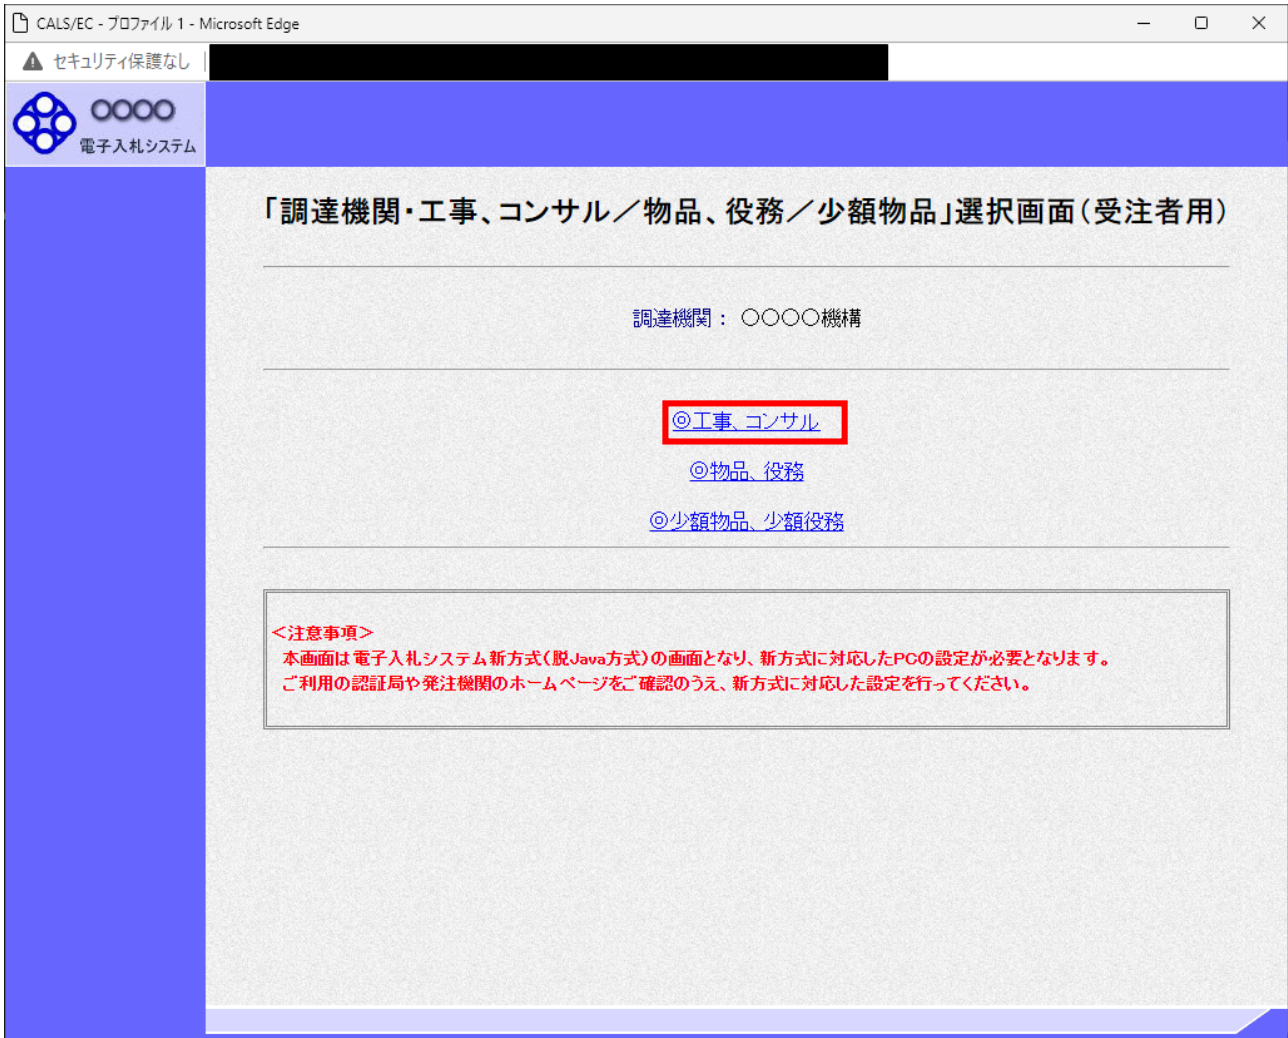 CALS/EC - プロファイル 1 - Microsoft Edge
セキュリティ保護なし
○○○○
電子入札システム
「調達機関・工事、コンサル／物品、役務／少額物品」選択画面（受注者用）
調達機関： ○○○○機構
◎工事、コンサル
◎物品、役務
◎少額物品、少額役務
＜注意事項＞
本画面は電子入札システム新方式（脱Java方式）の画面となり、新方式に対応したPCの設定が必要となります。
ご利用の認証局や発注機関のホームページをご確認のうえ、新方式に対応した設定を行ってください。